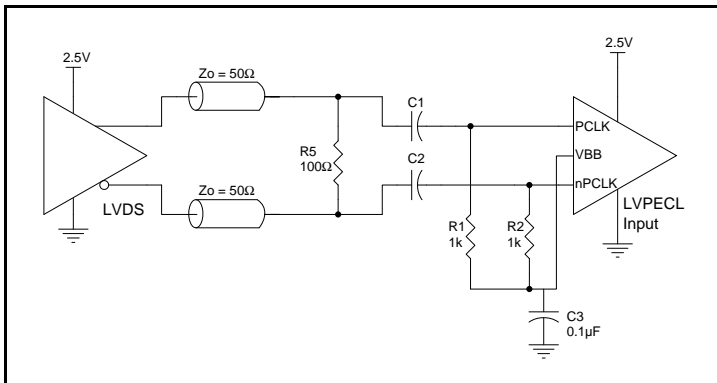 2.5V
2.5V
Zo = 50Ω
C1
PCLK
R5
100Ω
VBB
C2
nPCLK
LVDS
Zo = 50Ω
LVPECL
Input
R1
1k
R2
1k
C3
0.1µF